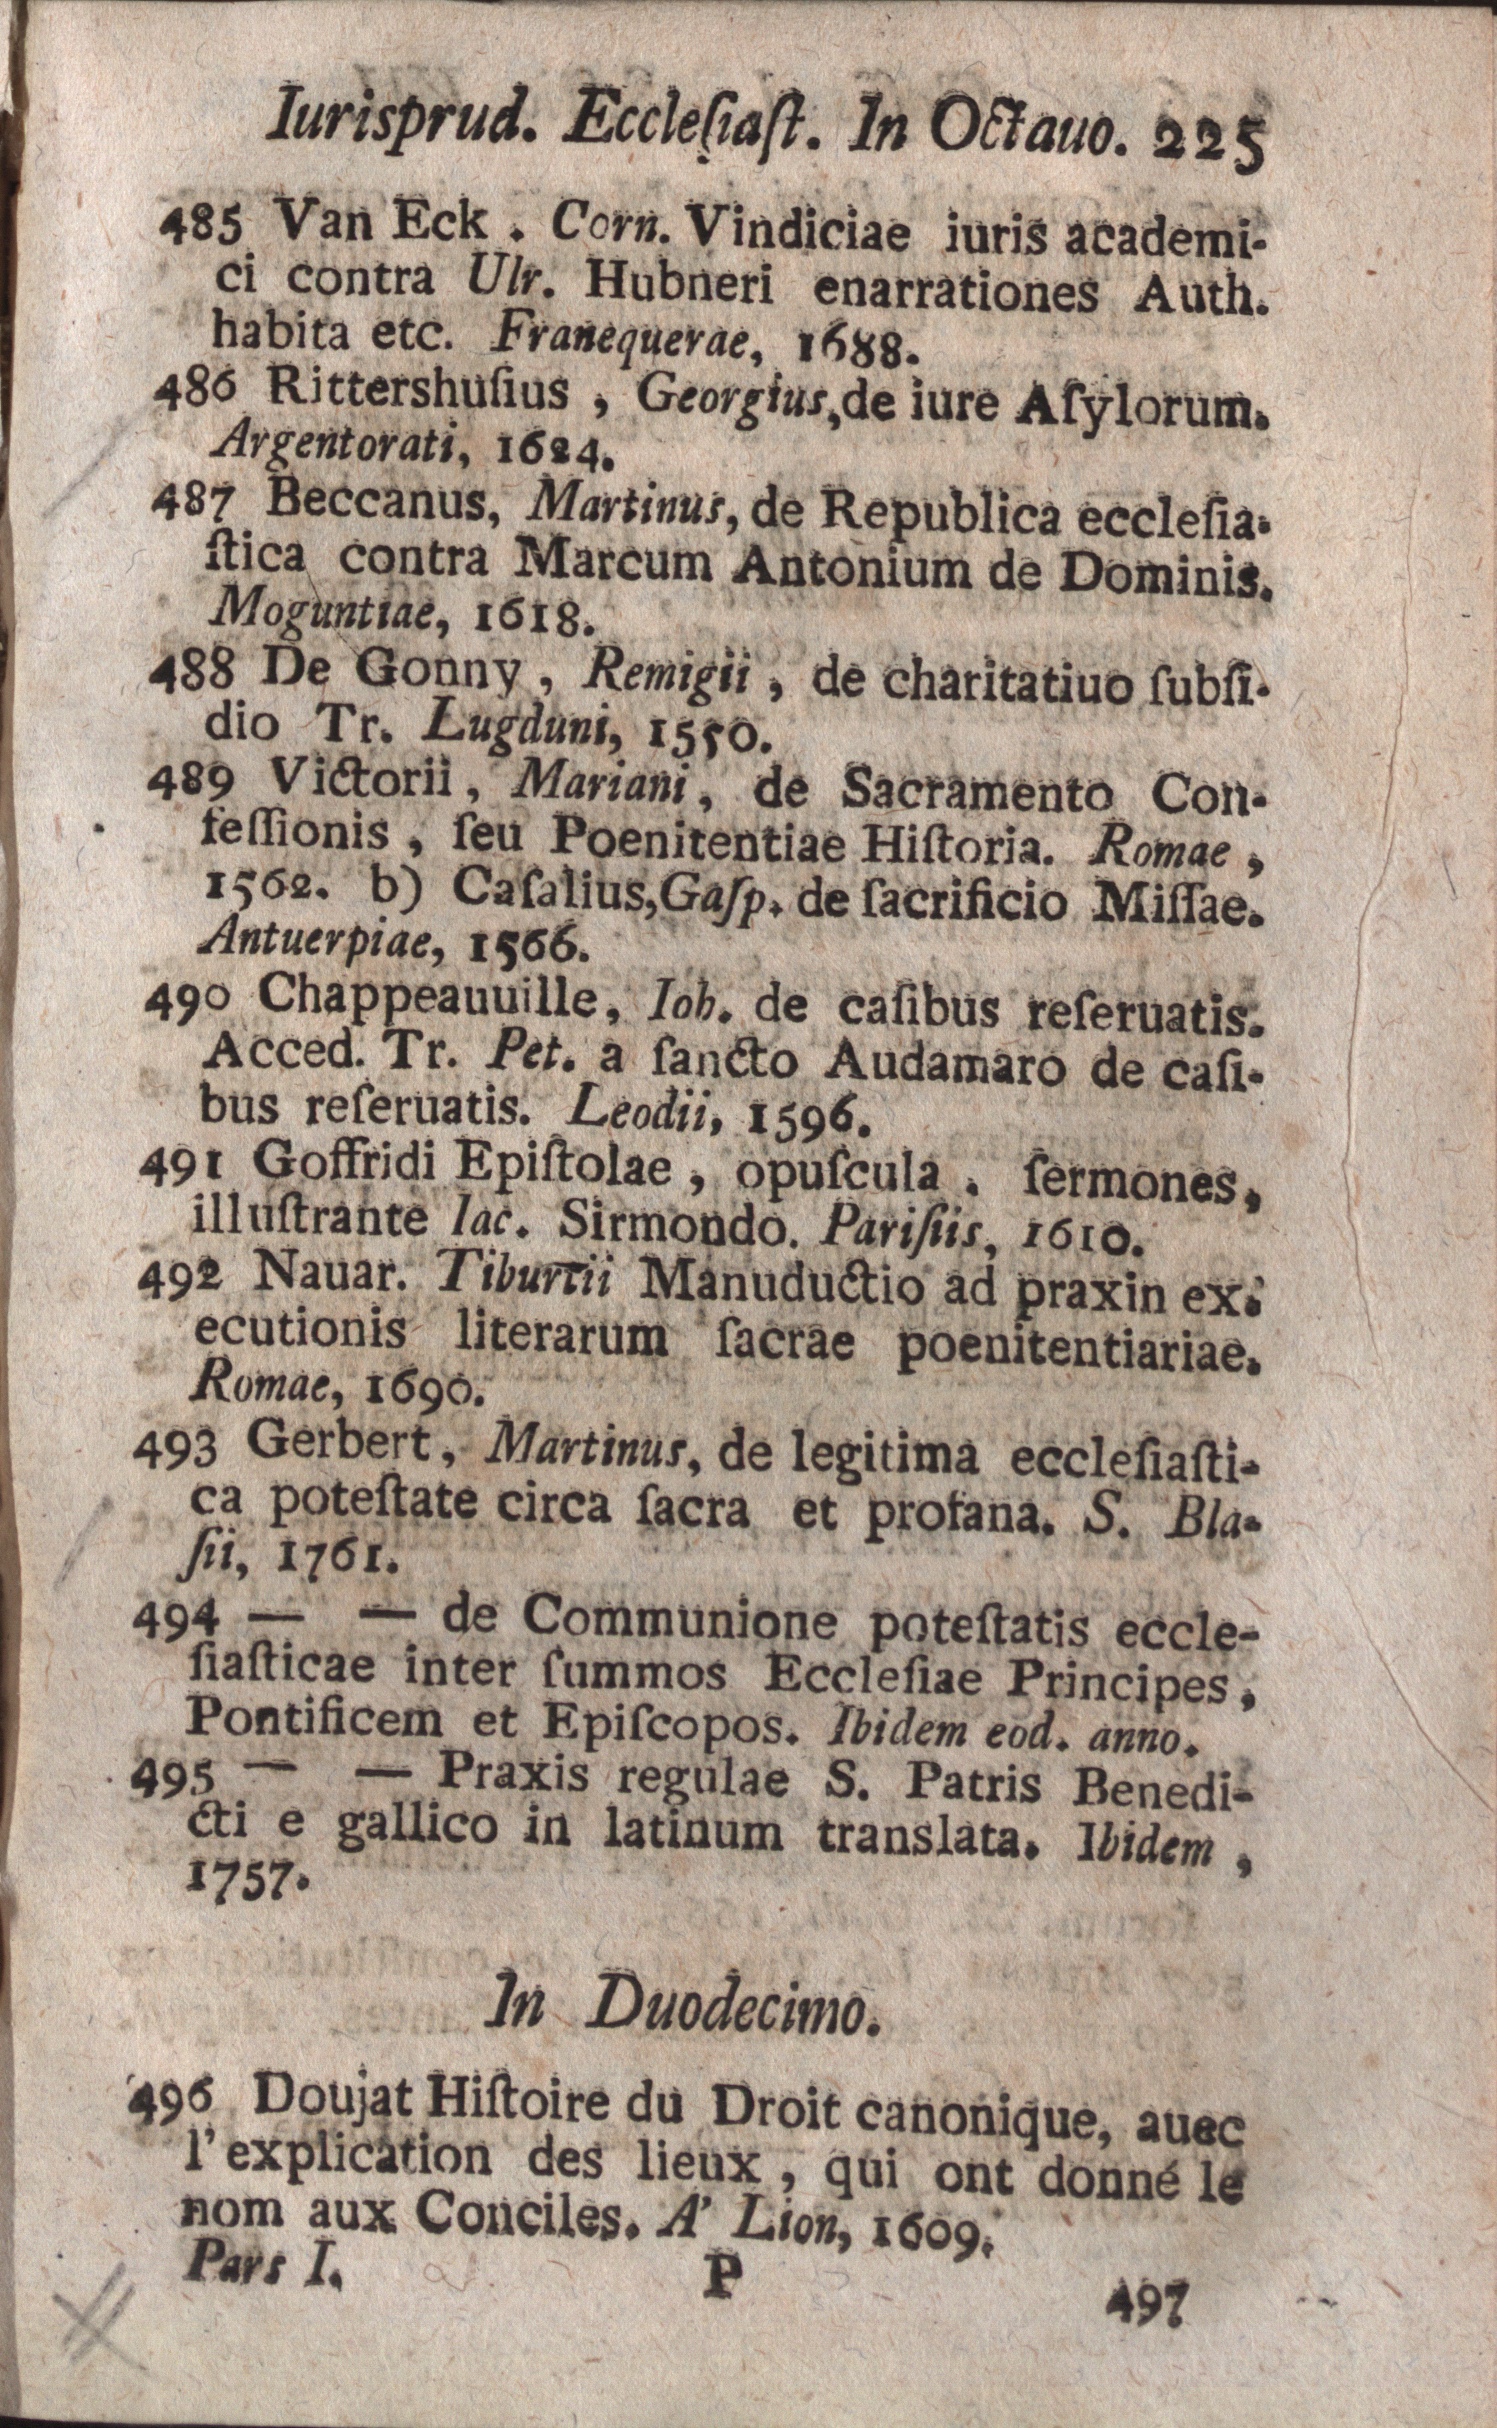 Iurisprud. Eccleſiaſt. In Octauo. 225
485 Van Eck . Corn. Vindiciae iuris academi-
ci contra Ulr. Hubneri enarrationes Auth.
habita etc. Franequerae, 1688.
486 Rittershuſius , Georgius, de iure Aſylorum.
Argentorati, 1624.
487 Beccanus, Martinus, de Republica eccleſia-
ſtica contra Marcum Antonium de Dominis.
Moguntiae, 1618.
488 De Gonny , Remigii , de charitatiuo ſubſi-
dio Tr. Lugduni, 1550.
489 Victorii , Mariani , de Sacramento Con-
feſſionis , ſeu Poenitentiae Hiſtoria. Romae ,
1562. b) Caſalius, Gaſp. de ſacrificio Miſſae.
Antuerpiae, 1566.
490 Chappeauuille, Ioh. de caſibus reſeruatis.
Acced. Tr. Pet. a ſancto Audamaro de caſi-
bus reſeruatis. Leodii, 1596.
491 Goffridi Epiſtolae , opuſcula . ſermones,
illuſtrante Iac. Sirmondo. Pariſiis, 1610.
492 Nauar. Tiburtii Manuductio ad praxin ex-
ecutionis literarum ſacrae poenitentiariae.
Romae, 1690.
493 Gerbert, Martinus, de legitima eccleſiaſti-
ca poteſtate circa ſacra et profana. S. Bla-
ſii, 1761.
494 — — de Communione poteſtatis eccle-
ſiaſticae inter ſummos Eccleſiae Principes,
Pontificem et Epiſcopos. Ibidem eod. anno.
495 — — Praxis regulae S. Patris Benedi-
cti e gallico in latinum translata. Ibidem ,
1757.
In Duodecimo.
496 Doujat Hiſtoire du Droit canonique, auec
l'explication des lieux , qui ont donné le
nom aux Conciles. A' Lion, 1609.
Pars I. P
497